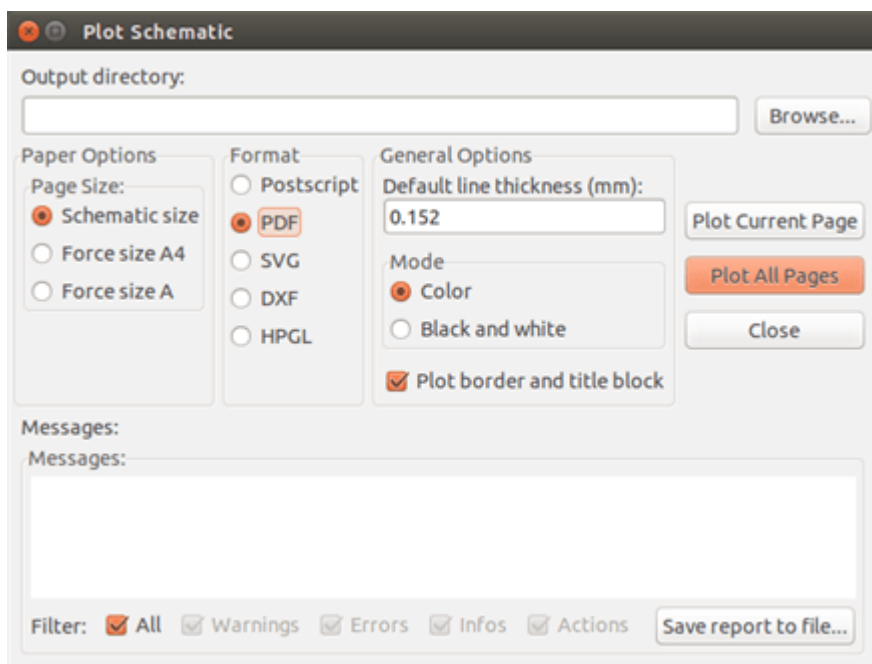 Plot Schematic
Output directory:
Browse...
Paper Options
Page Size:
Schematic size
Force size A4
Force size A
Format
Postscript
PDF
SVG
DXF
HPGL
General Options
Default line thickness (mm):
0.152
Mode
Color
Black and white
Plot border and title block
Plot Current Page
Plot All Pages
Close
Messages:
Messages:
Filter: All Warnings Errors Infos Actions Save report to file...